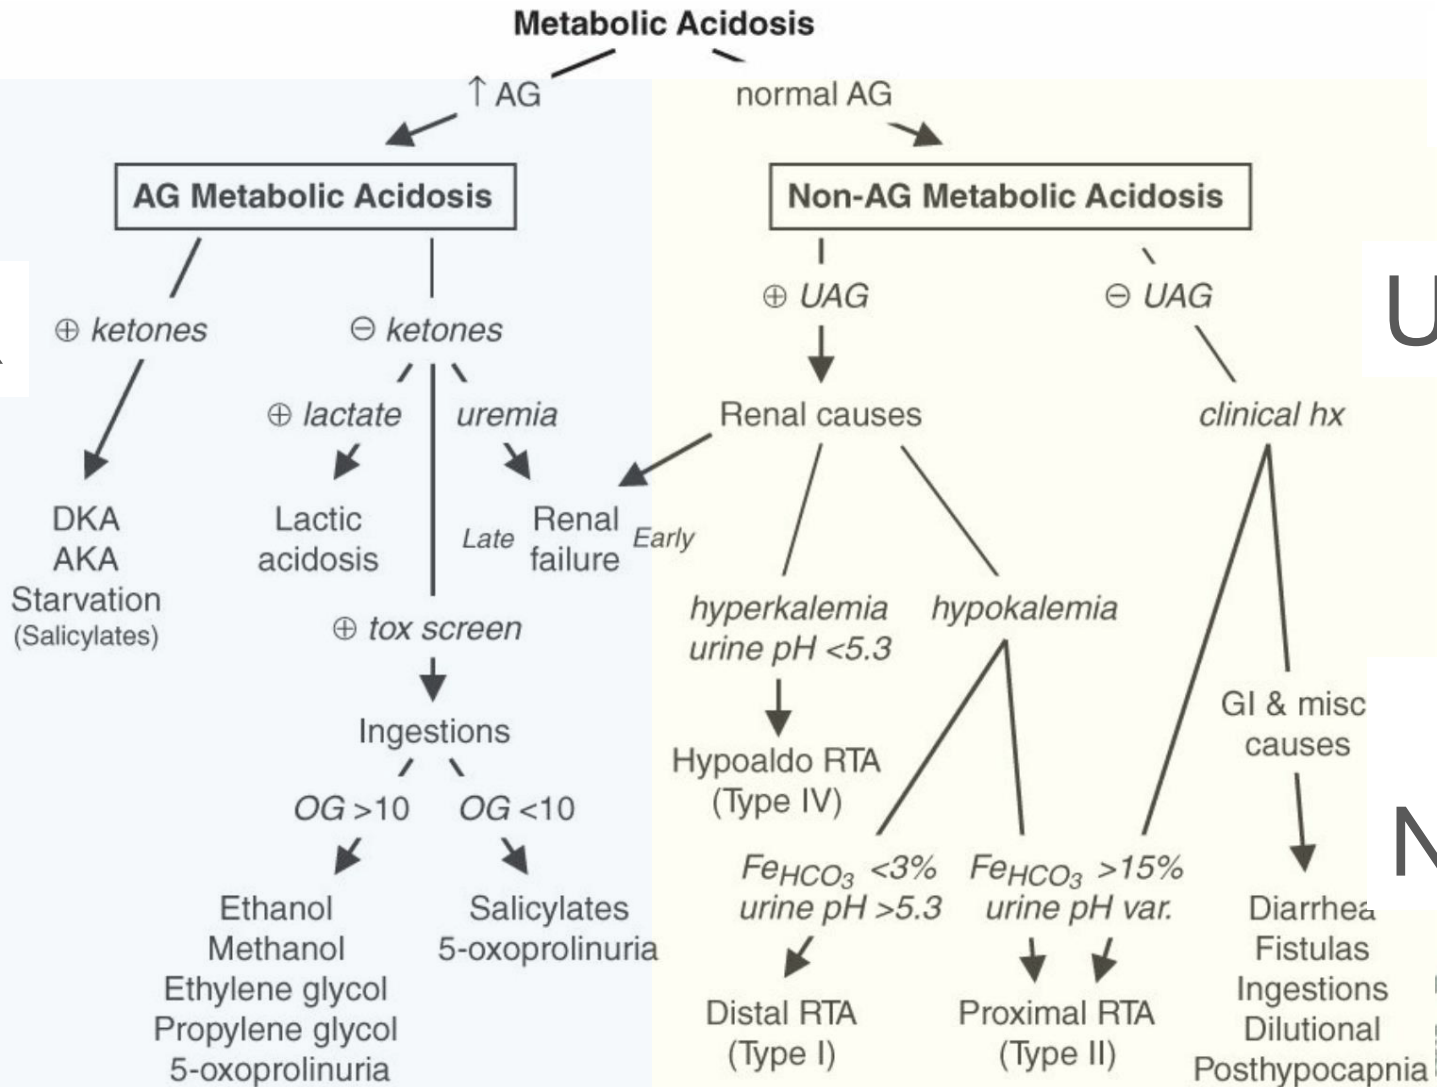 Metabolic Acidosis
↑ AG
normal AG
AG Metabolic Acidosis
Non-AG Metabolic Acidosis
⊕ UAG
⊖ UAG
U
⊕ ketones
⊖ ketones
⊕ lactate
uremia
Renal causes
clinical hx
DKA
AKA
Starvation
(Salicylates)
Lactic
acidosis
Late
Renal
failure
Early
hyperkalemia
urine pH <5.3
hypokalemia
⊕ tox screen
GI & misc
causes
Ingestions
Hypoaldo RTA
(Type IV)
OG >10
OG <10
N
FeHCO3 <3%
urine pH >5.3
FeHCO3 >15%
urine pH var.
Ethanol
Methanol
Ethylene glycol
Propylene glycol
5-oxoprolinuria
Salicylates
5-oxoprolinuria
Distal RTA
(Type I)
Proximal RTA
(Type II)
Diarrhea
Fistulas
Ingestions
Dilutional
Posthypocapnia